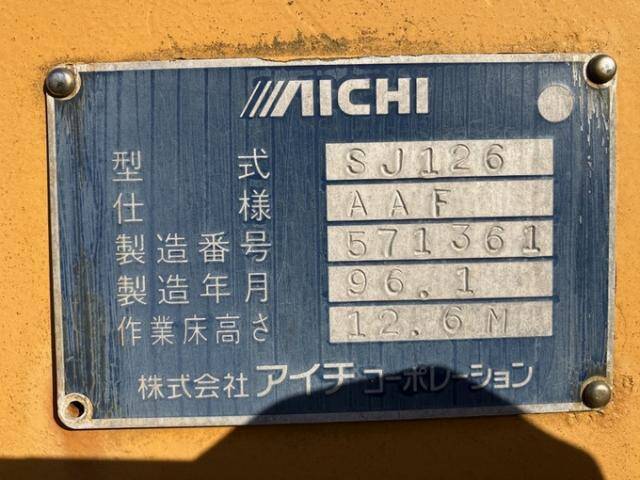 AICHI
型式 SJ126
仕様 AAF
製造番号 571361
製造年月 96.1
作業床高さ 12.6M
株式会社 アイチ コーポレーション